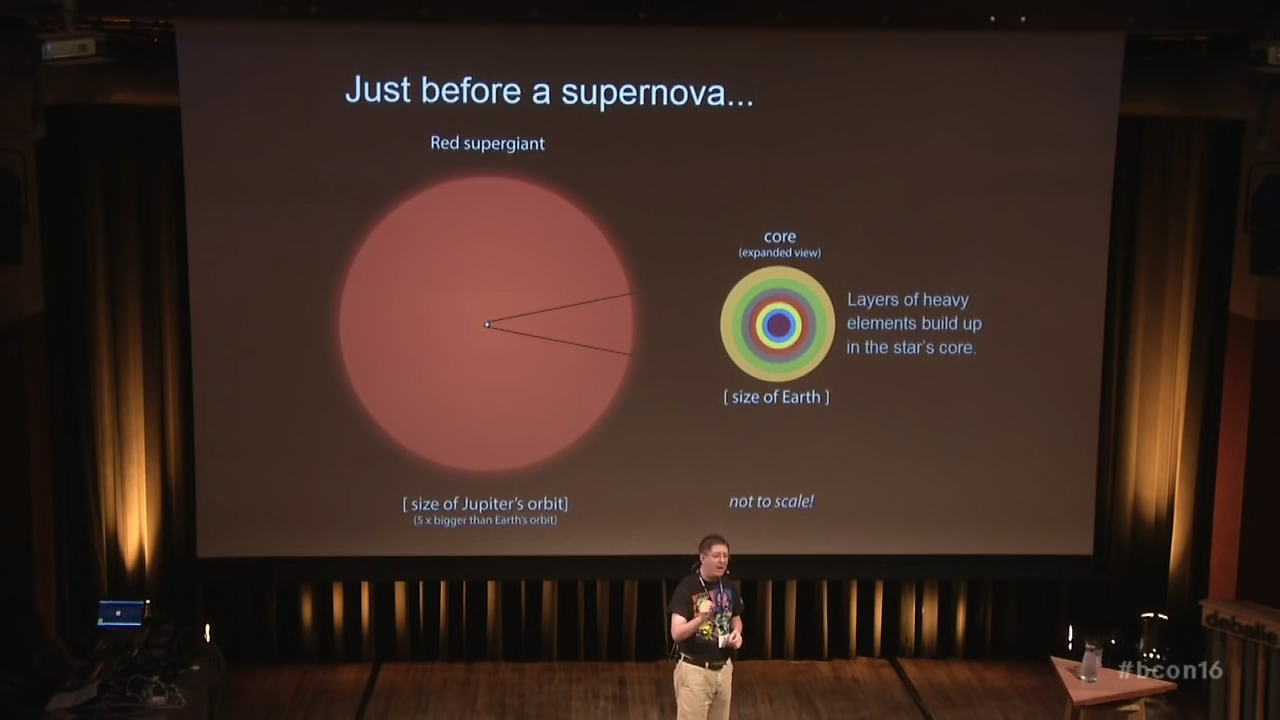 Just before a supernova...
Red supergiant
core
(expanded view)
Layers of heavy
elements build up
in the star's core.
[ size of Earth ]
[ size of Jupiter's orbit]
(5 x bigger than Earth's orbit)
not to scale!
debalie
#bcon16